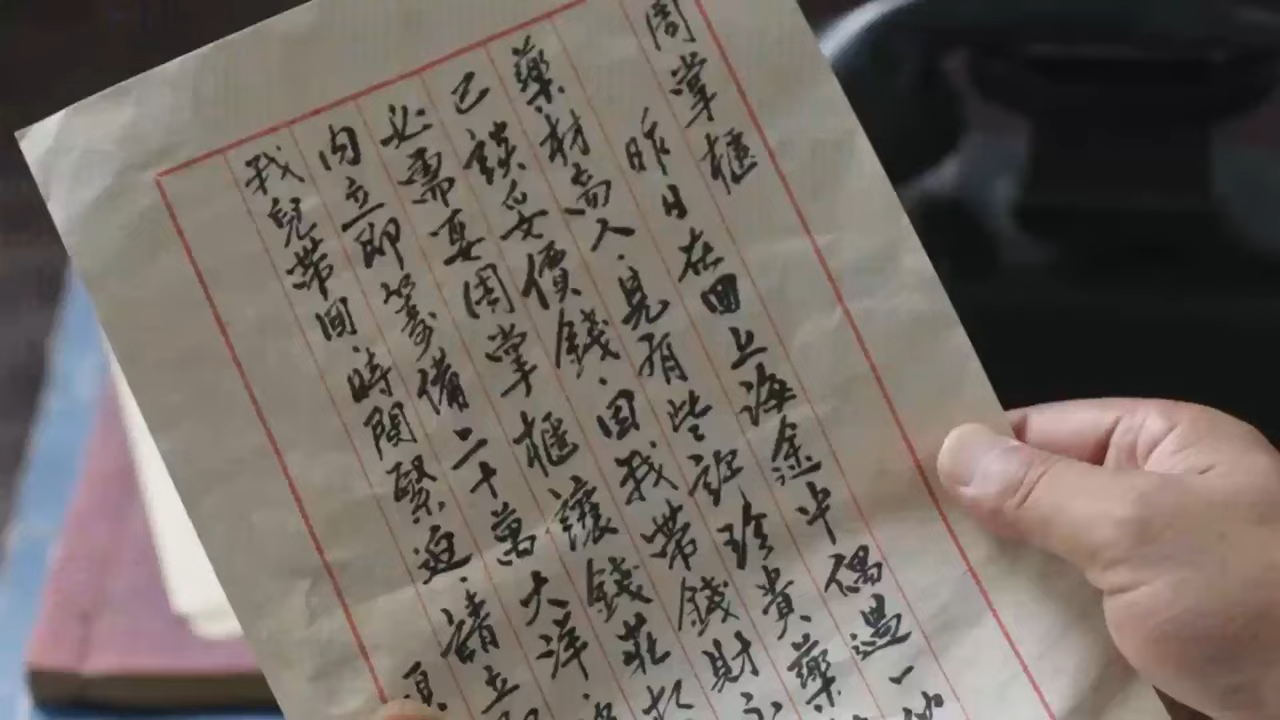 周掌櫃
昨日在回上海途中偶遇一
藥材商人.見有些許珍貴藥
已談妥價錢.因我帶錢財
必需要周掌櫃讓錢莊於
內立即籌備二十萬大洋.
我兒帶回.時間緊迫.請立即